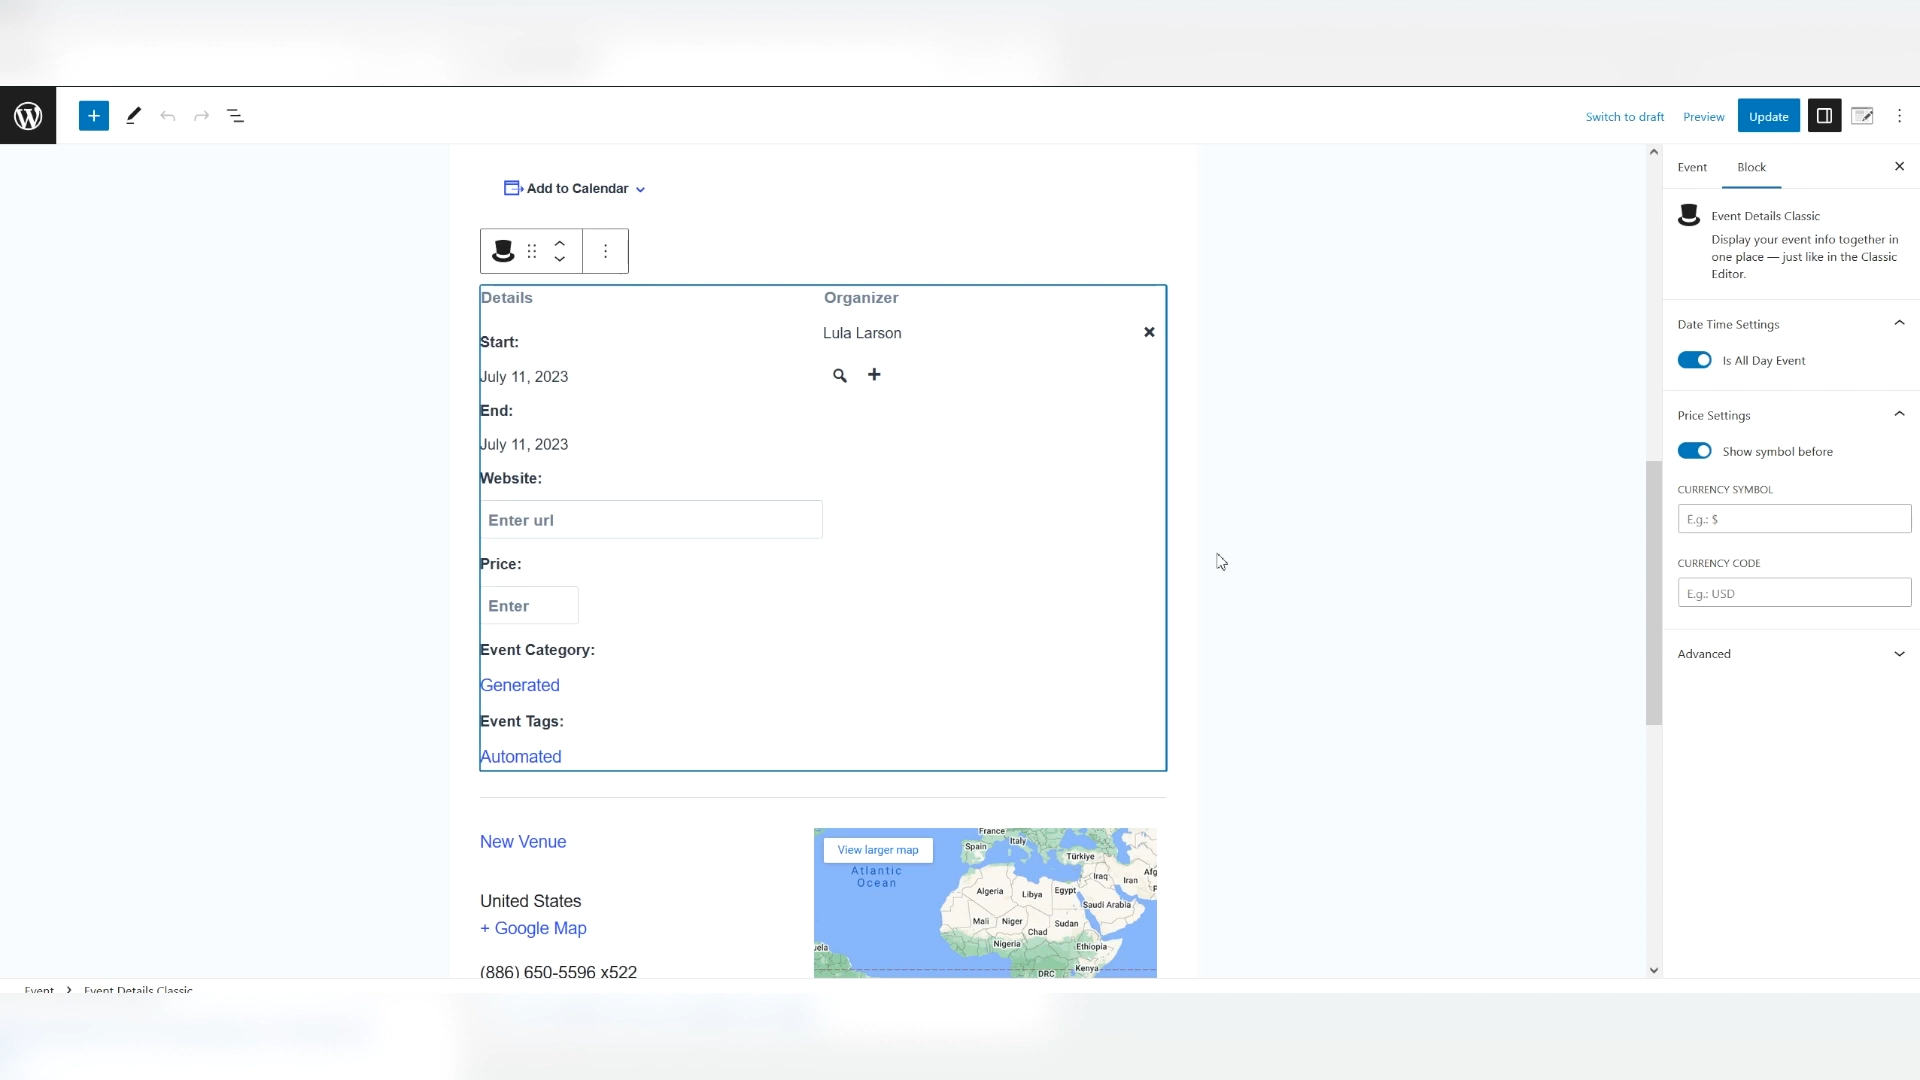 Switch to draft
Preview
Update
Event
Block
Add to Calendar
Event Details Classic
Display your event info together in
one place — just like in the Classic
Editor.
Details
Organizer
Lula Larson
Start:
July 11, 2023
End:
July 11, 2023
Website:
Enter url
Price:
Enter
Event Category:
Generated
Event Tags:
Automated
Date Time Settings
Is All Day Event
Price Settings
Show symbol before
CURRENCY SYMBOL
E.g.: $
CURRENCY CODE
E.g.: USD
Advanced
New Venue
United States
+ Google Map
(886) 650-5596 x522
View larger map
Atlantic
Ocean
France
Spain
Italy
Türkiye
Iraq
Iran
Afg
P
Algeria
Libya
Egypt
Saudi Arabia
Mali
Niger
Chad
Sudan
Nigeria
Ethiopia
uela
DRC
Kenya
Event
Event Details Classic